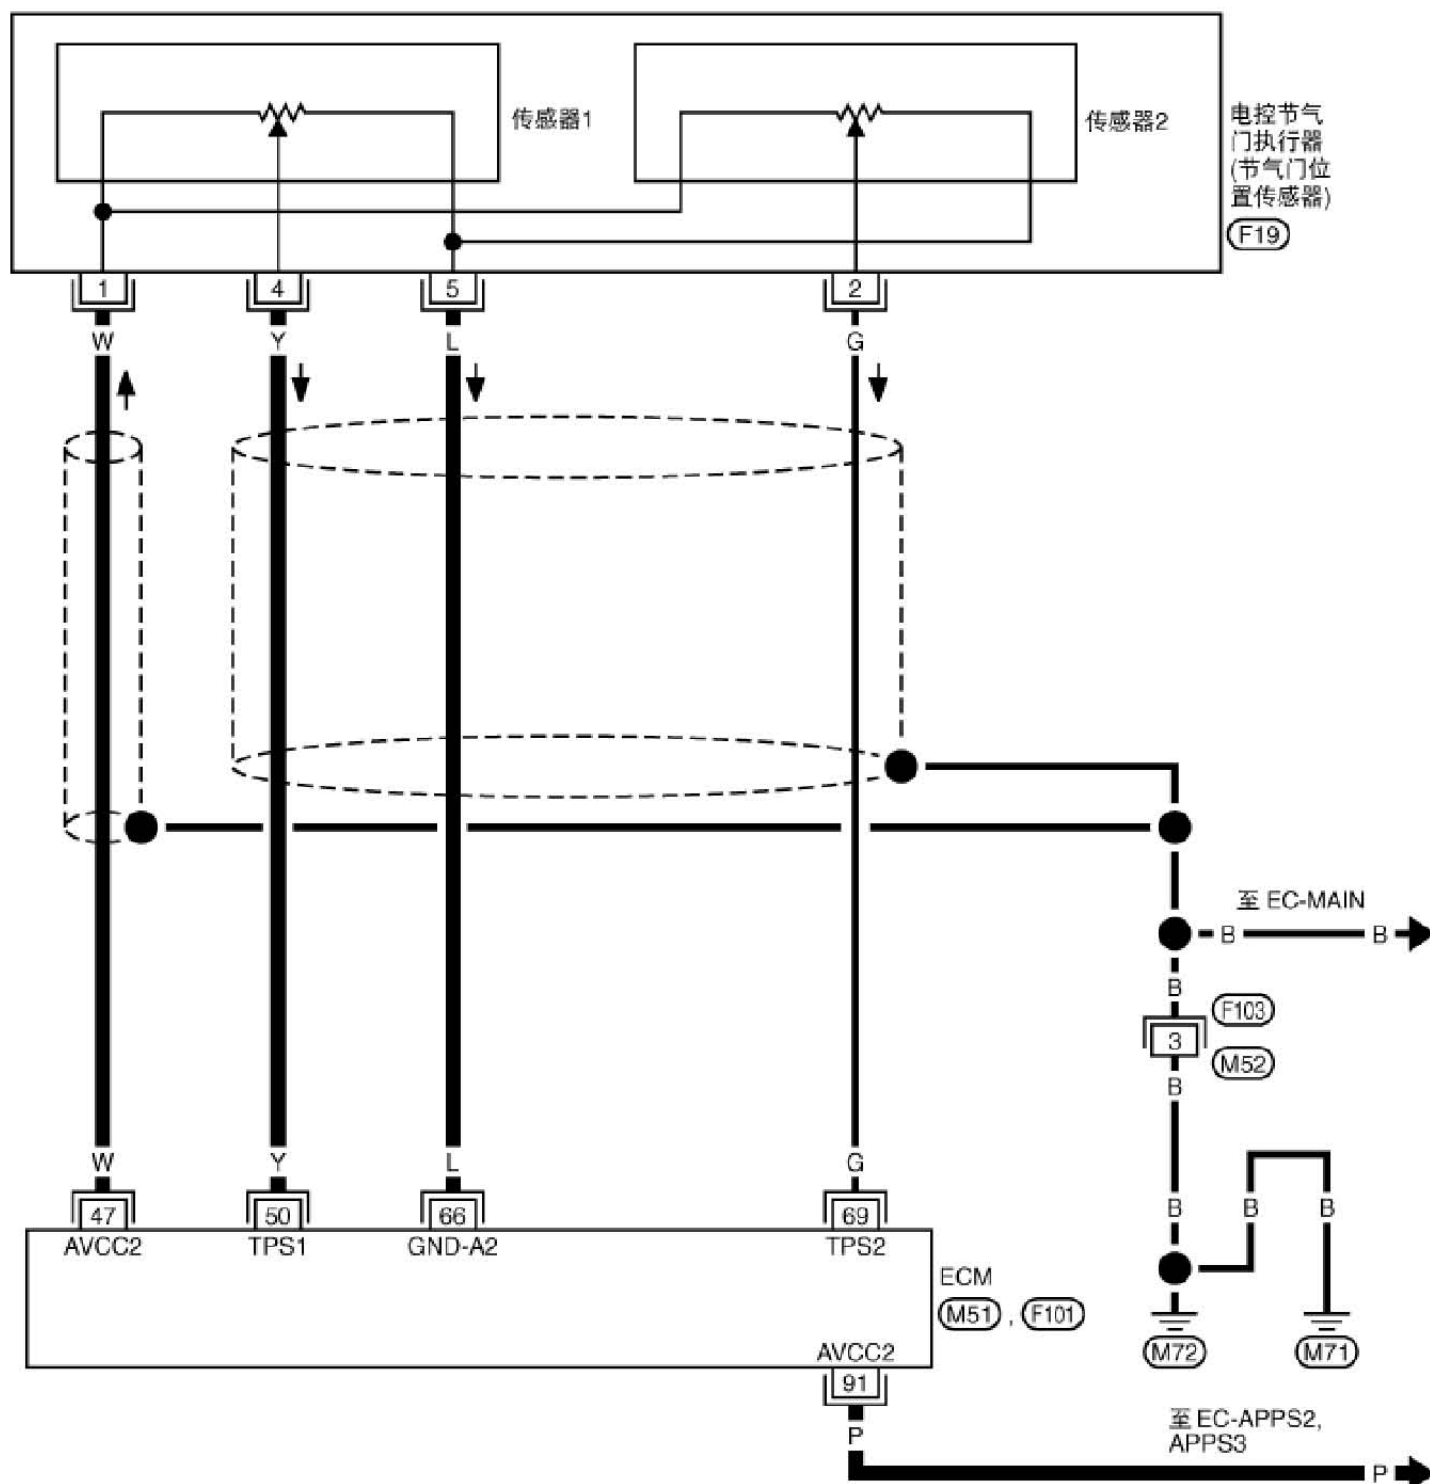 传感器1
传感器2
电控节气
门执行器
(节气门位
置传感器)
F19
1 4 5 2
W Y L G
至 EC-MAIN
B B
B
F103
3
M52
B
W Y L G
B B B
47 50 66 69
AVCC2 TPS1 GND-A2 TPS2
ECM
M51 , F101
AVCC2
M72 M71
91
至 EC-APPS2,
APPS3
P
P